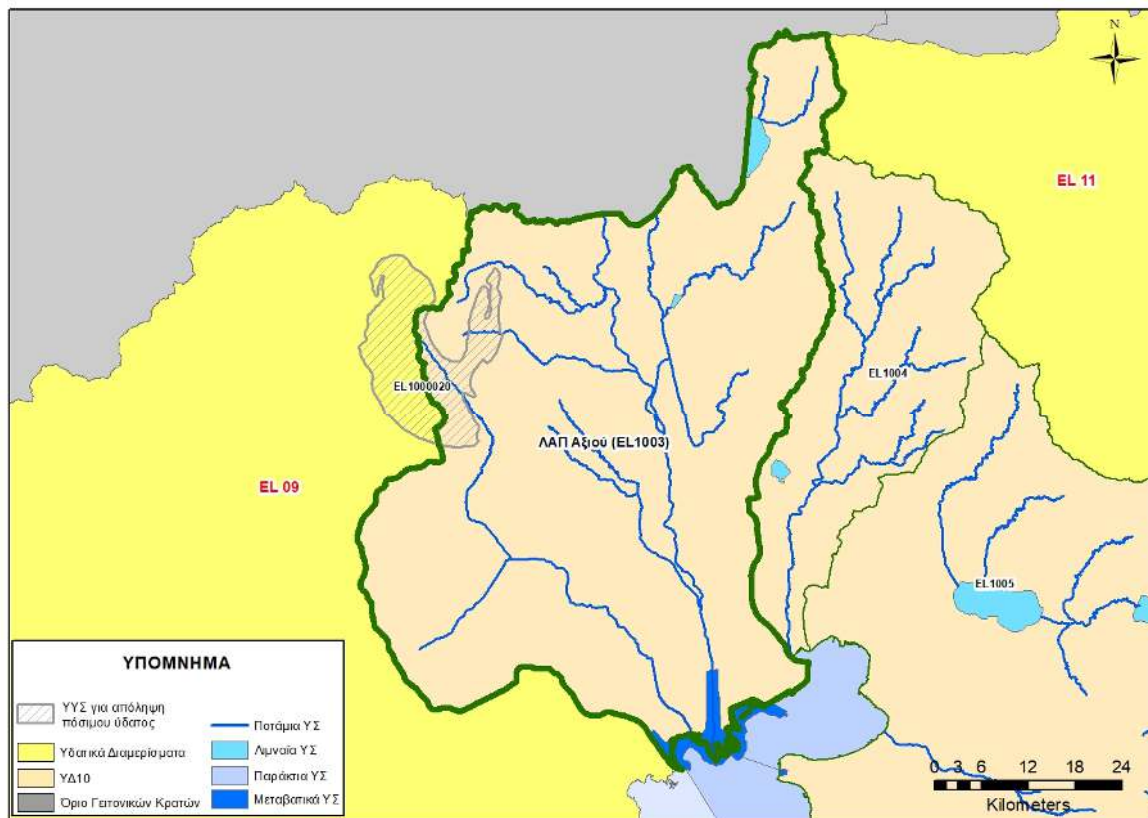 N
EL 11
EL1004
EL1000020
ΛΑΠ Αξιού (EL1003)
EL 09
EL1005
ΥΠΟΜΝΗΜΑ
ΥΥΣ για απόληψη
πόσιμου ύδατος
Υδατικά Διαμερίσματα
ΥΔ10
Όριο Γειτονικών Κρατών
Ποτάμια ΥΣ
Λιμναία ΥΣ
Παράκτια ΥΣ
Μεταβατικά ΥΣ
0 3 6 12 18 24
Kilometers